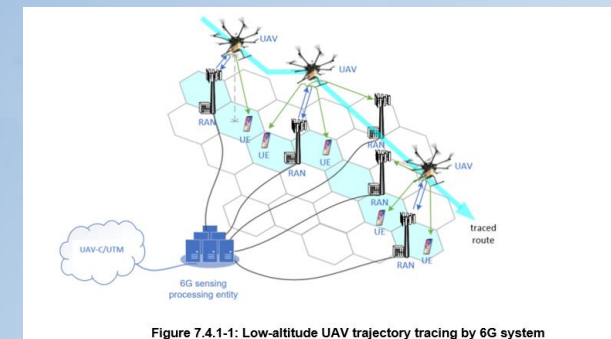 UAV
UAV
RAN
UE
UE
RAN
UE
RAN
UAV
RAN
UE
traced
route
RAN
UE
UAV-C/UTM
6G sensing
processing entity
Figure 7.4.1-1: Low-altitude UAV trajectory tracing by 6G system